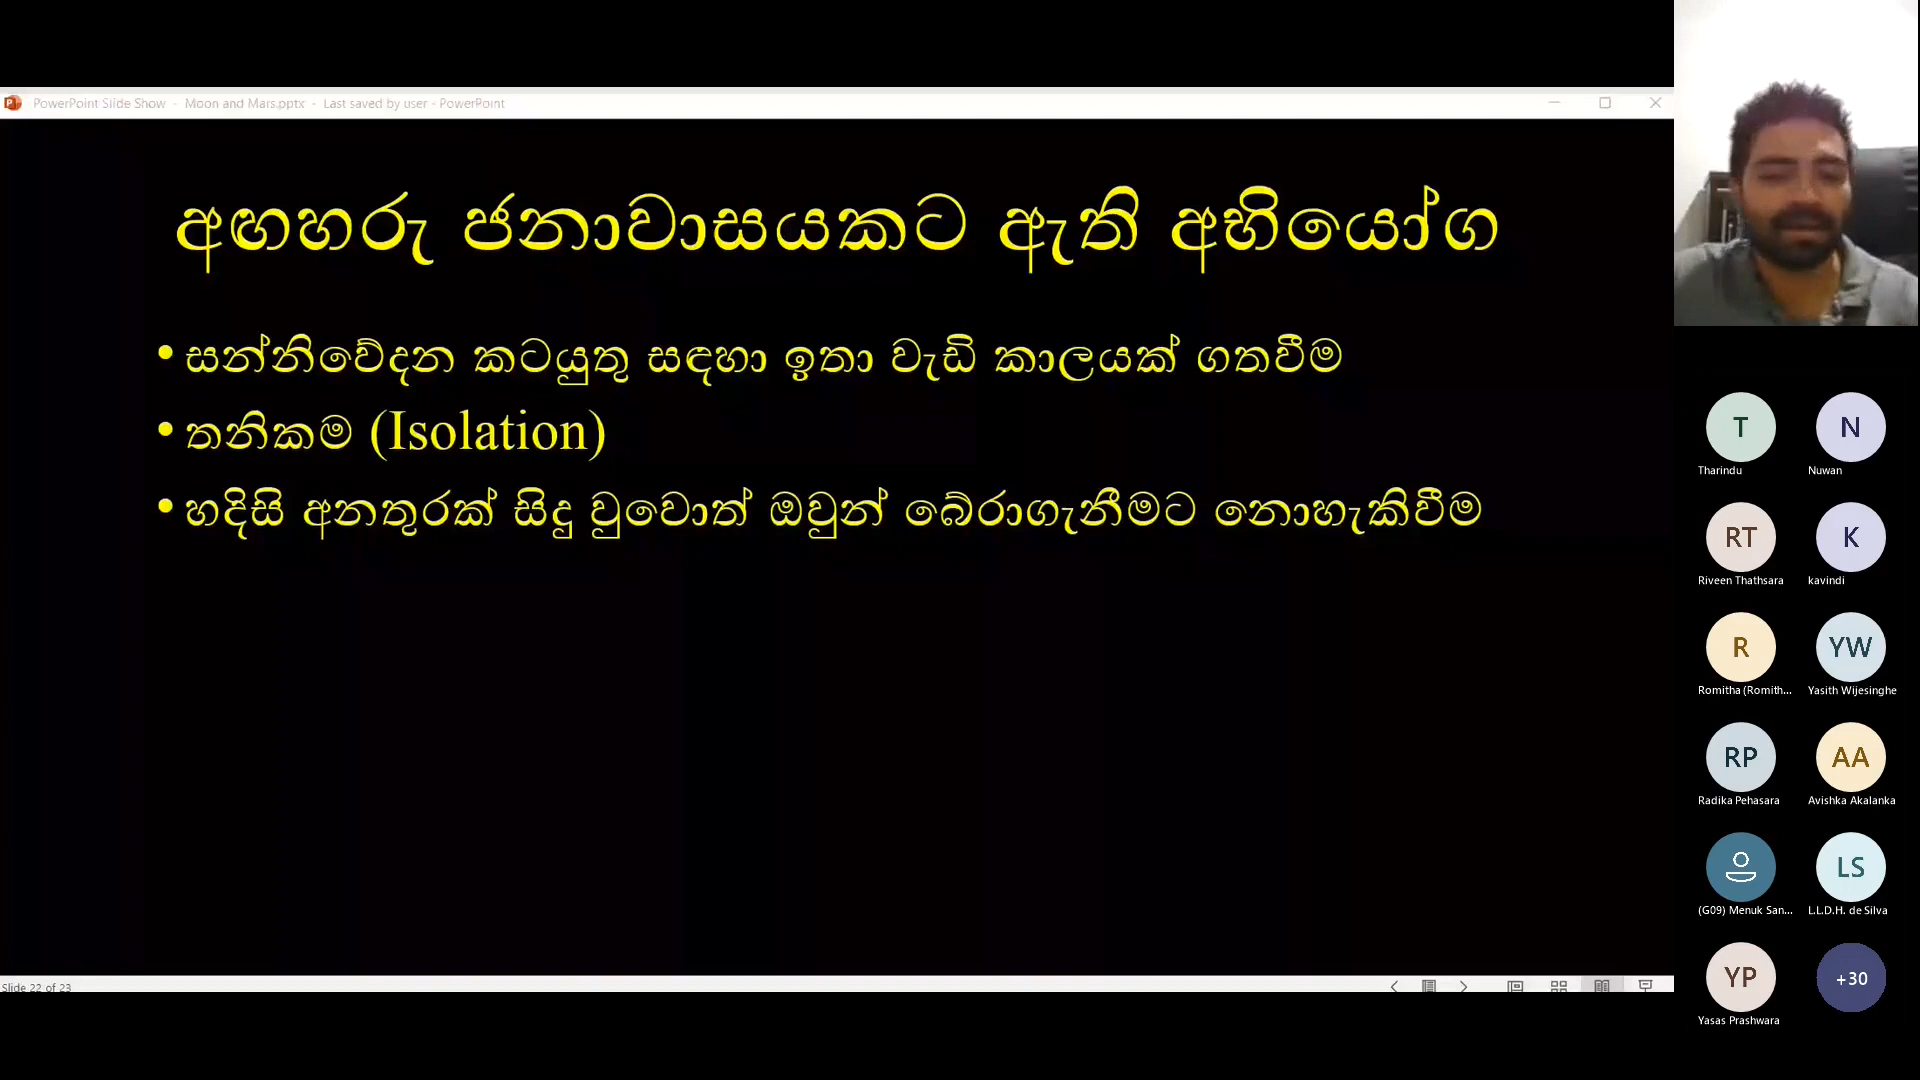 PowerPoint Slide Show - Moon and Mars.pptx - Last saved by user - PowerPoint
අඟහරු ජනාවාසයකට ඇති අභියෝග
• සන්නිවේදන කටයුතු සඳහා ඉතා වැඩි කාලයක් ගතවීම
• තනිකම (Isolation)
• හදිසි අනතුරක් සිදු වුවොත් ඔවුන් බේරාගැනීමට නොහැකිවීම
Slide 22 of 23
T N
Tharindu Nuwan
RT K
Riveen Thathsara kavindi
R YW
Romitha (Romith... Yasith Wijesinghe
RP AA
Radika Pehasara Avishka Akalanka
LS
(G09) Menuk San... L.L.D.H. de Silva
YP +30
Yasas Prashwara